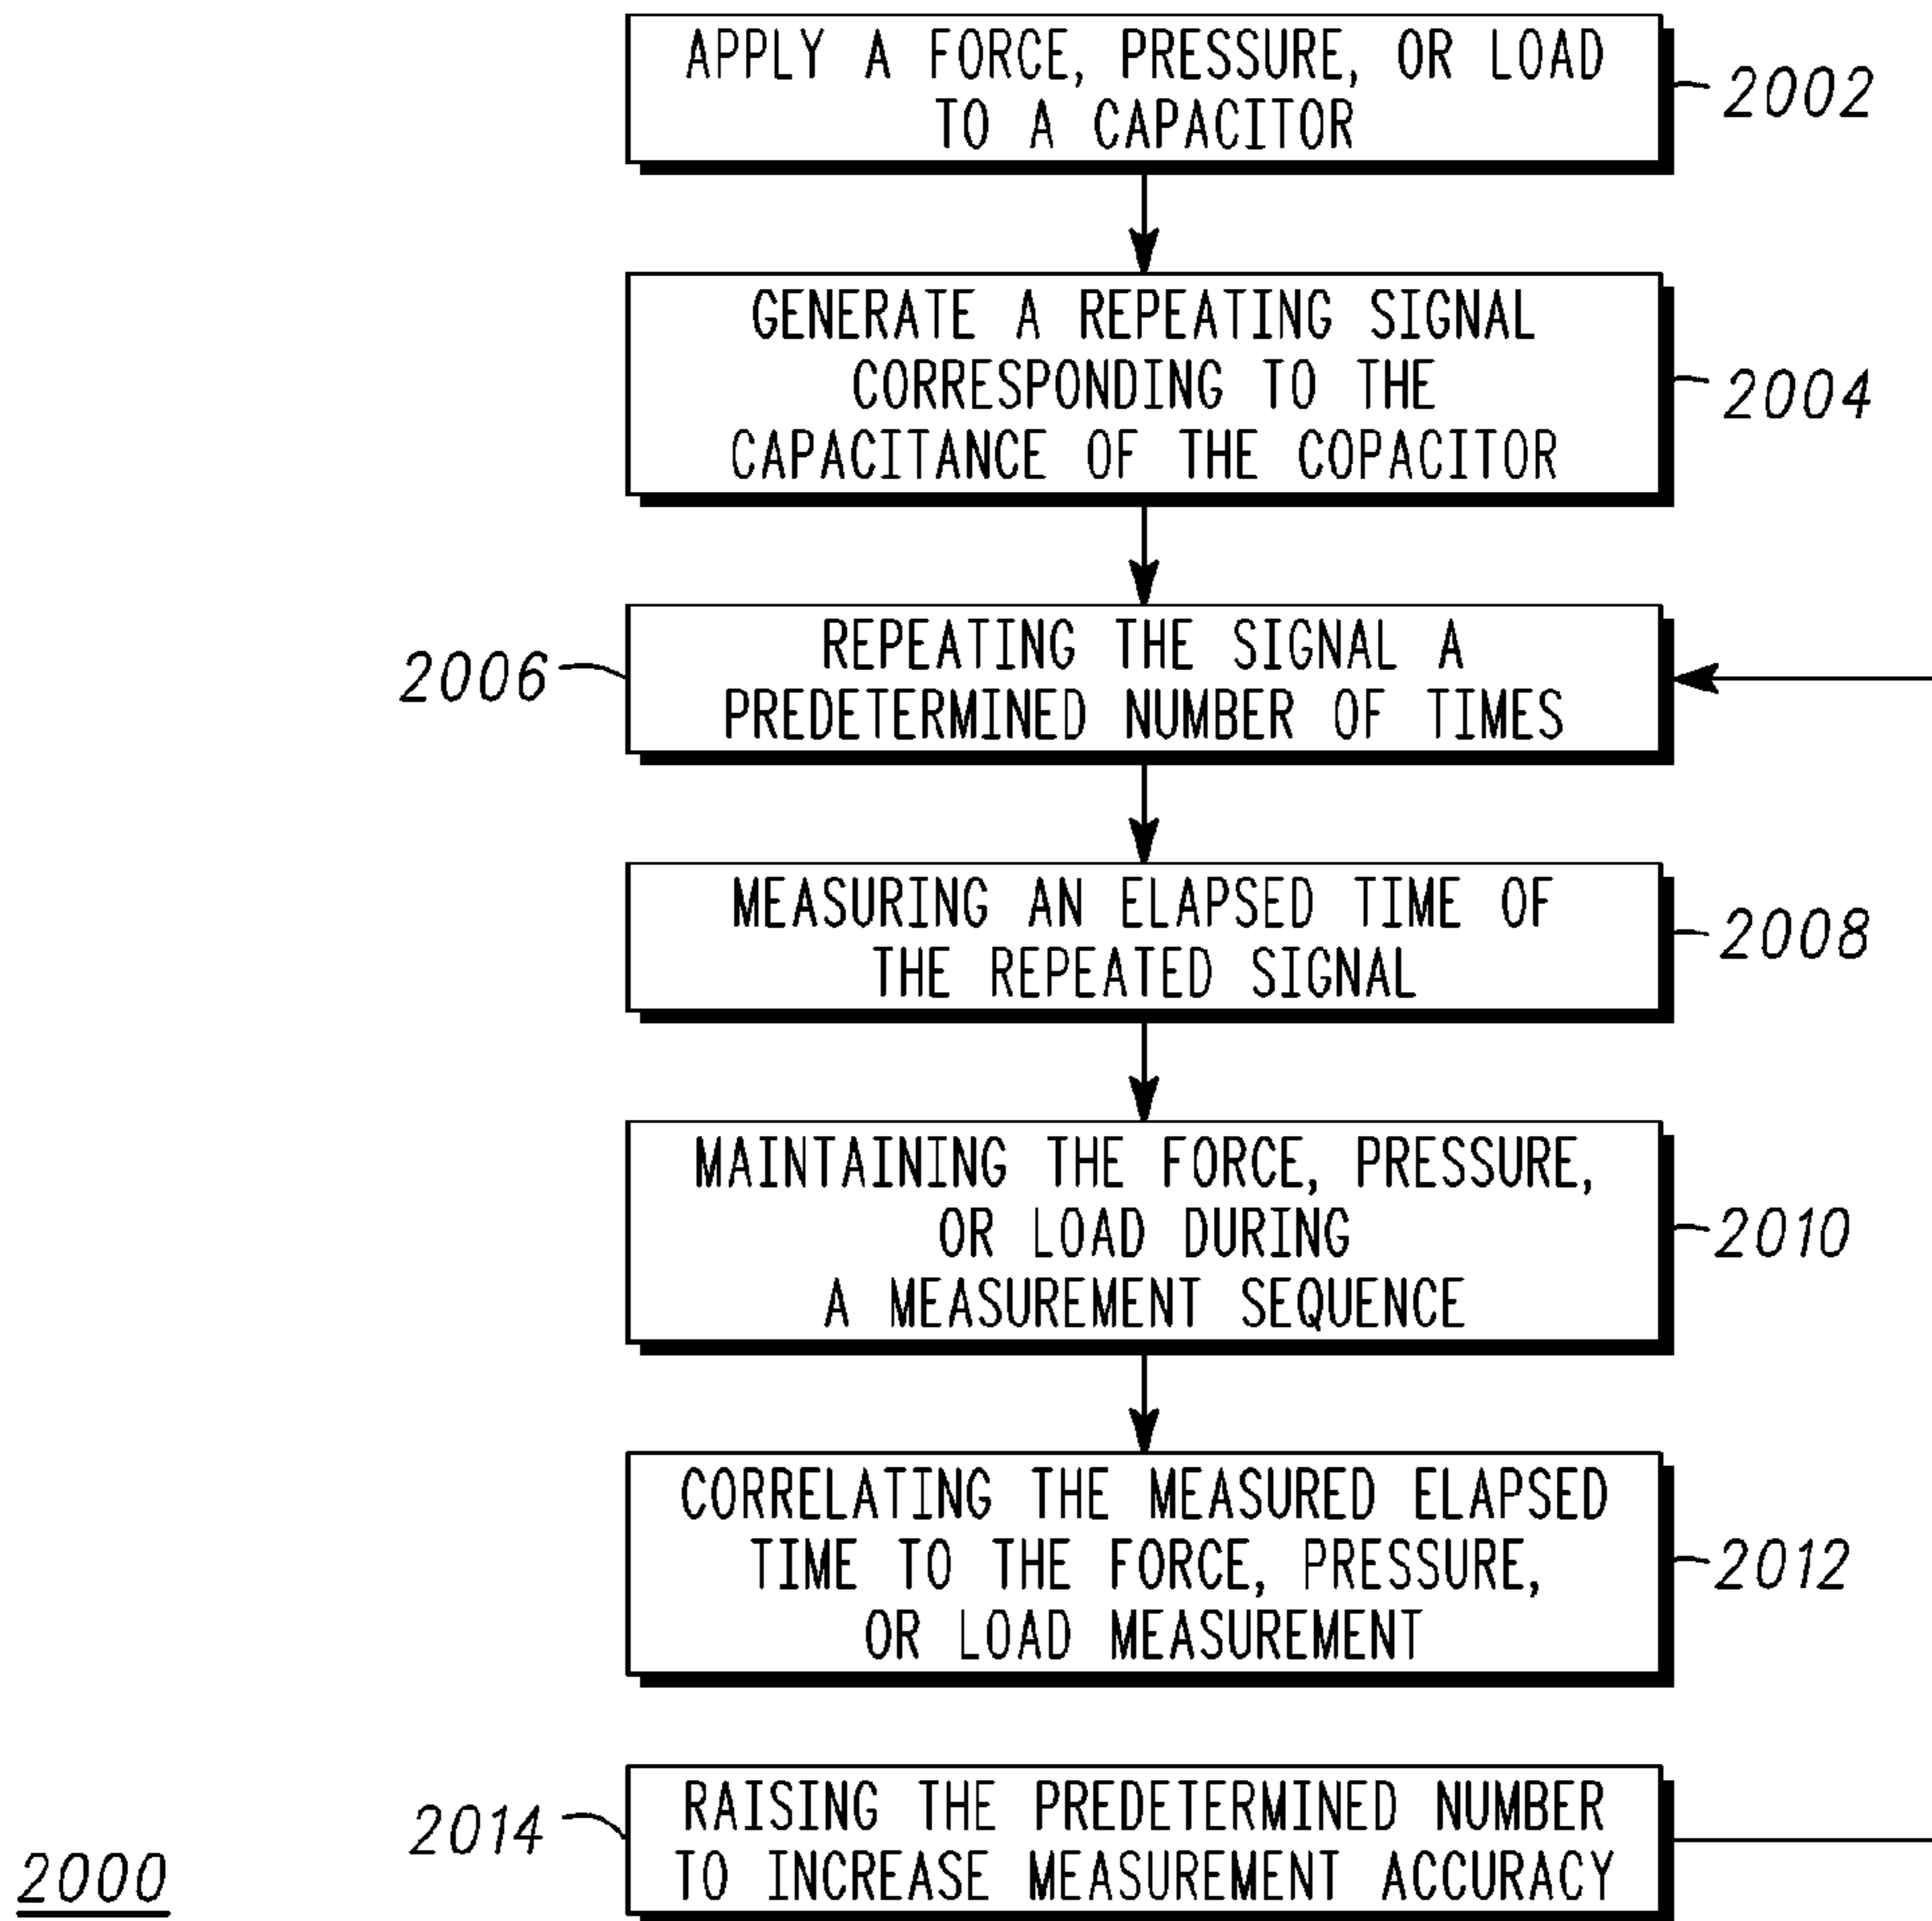 APPLY A FORCE, PRESSURE, OR LOAD
TO A CAPACITOR
2002
GENERATE A REPEATING SIGNAL
CORRESPONDING TO THE
CAPACITANCE OF THE COPACITOR
2004
2006
REPEATING THE SIGNAL A
PREDETERMINED NUMBER OF TIMES
MEASURING AN ELAPSED TIME OF
THE REPEATED SIGNAL
2008
MAINTAINING THE FORCE, PRESSURE,
OR LOAD DURING
A MEASUREMENT SEQUENCE
2010
CORRELATING THE MEASURED ELAPSED
TIME TO THE FORCE, PRESSURE,
OR LOAD MEASUREMENT
2012
2014
RAISING THE PREDETERMINED NUMBER
TO INCREASE MEASUREMENT ACCURACY
2000